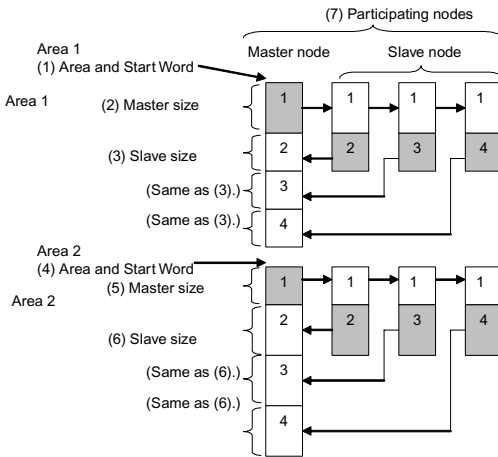 (7) Participating nodes
Area 1
(1) Area and Start Word
Master node
Slave node
Area 1
(2) Master size
1 1 1 1
(3) Slave size
2 2 3 4
(Same as (3).)
3
(Same as (3).)
4
Area 2
(4) Area and Start Word
(5) Master size
1 1 1 1
Area 2
(6) Slave size
2 2 3 4
(Same as (6).)
3
(Same as (6).)
4